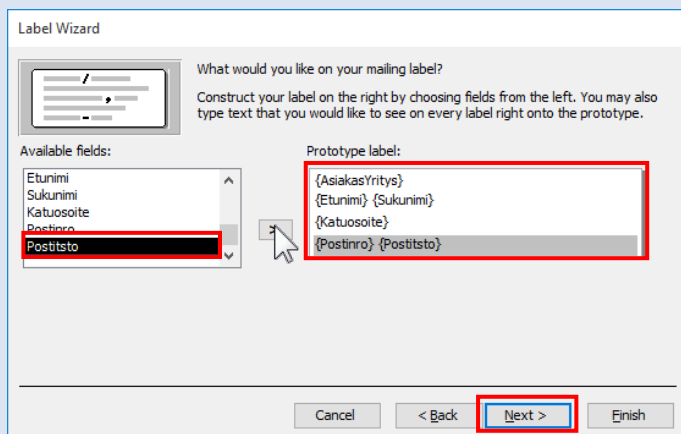 Label Wizard
What would you like on your mailing label?
Construct your label on the right by choosing fields from the left. You may also
type text that you would like to see on every label right onto the prototype.
Available fields:
Etunimi
Sukunimi
Katuosoite
Postinro
Postitsto
>
Prototype label:
{AsiakasYritys}
{Etunimi} {Sukunimi}
{Katuosoite}
{Postinro} {Postitsto}
Cancel
< Back
Next >
Finish